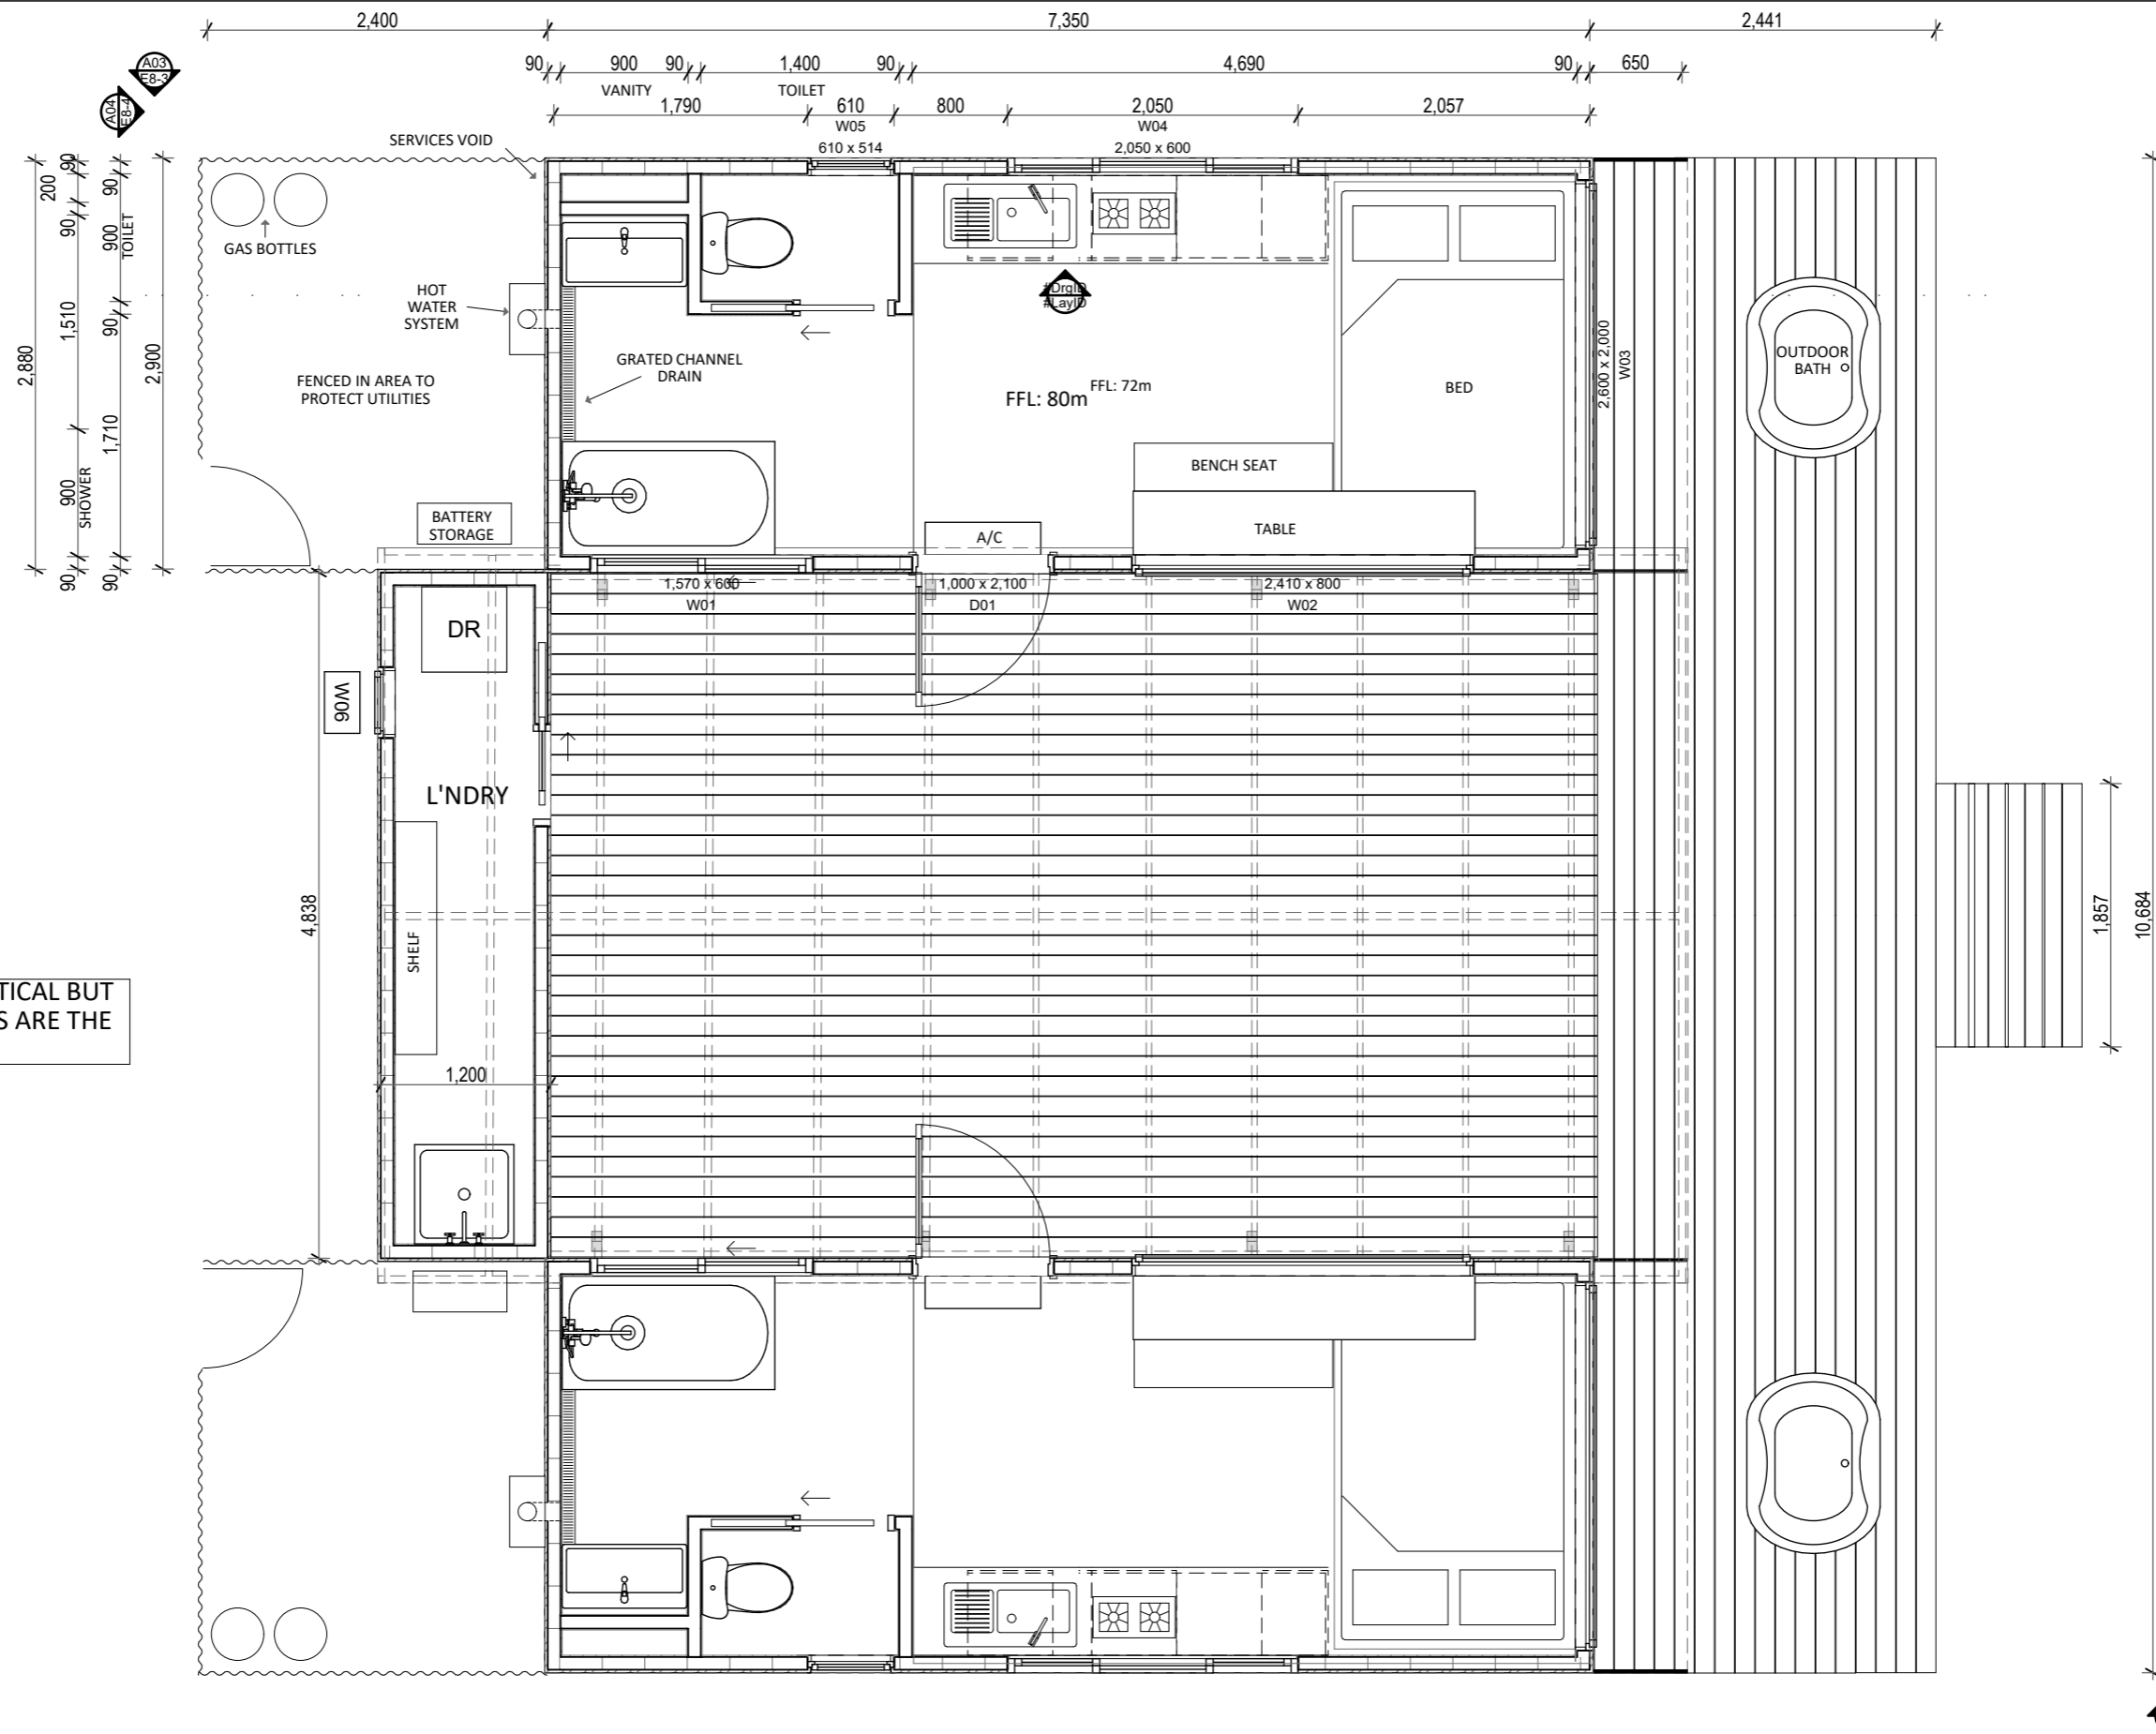 2,400
7,350
2,441
A03
E8-3
90
900
90
1,400
90
4,690
90
650
VANITY
TOILET
A04
E8-4
1,790
610
800
2,050
2,057
W05
W04
SERVICES VOID
610 x 514
2,050 x 600
90
200
90
90
900
TOILET
GAS BOTTLES
HOT
WATER
SYSTEM
#DrgID
#LayID
1,510
90
2,880
2,900
2,600 x 2,000
W03
OUTDOOR
BATH
GRATED CHANNEL
DRAIN
FENCED IN AREA TO
PROTECT UTILITIES
FFL: 80m
FFL: 72m
BED
1,710
BENCH SEAT
900
SHOWER
BATTERY
STORAGE
A/C
TABLE
90
90
1,570 x 600
W01
1,000 x 2,100
D01
2,410 x 800
W02
DR
W06
L'NDRY
4,838
SHELF
1,857
10,684
TICAL BUT
S ARE THE
1,200